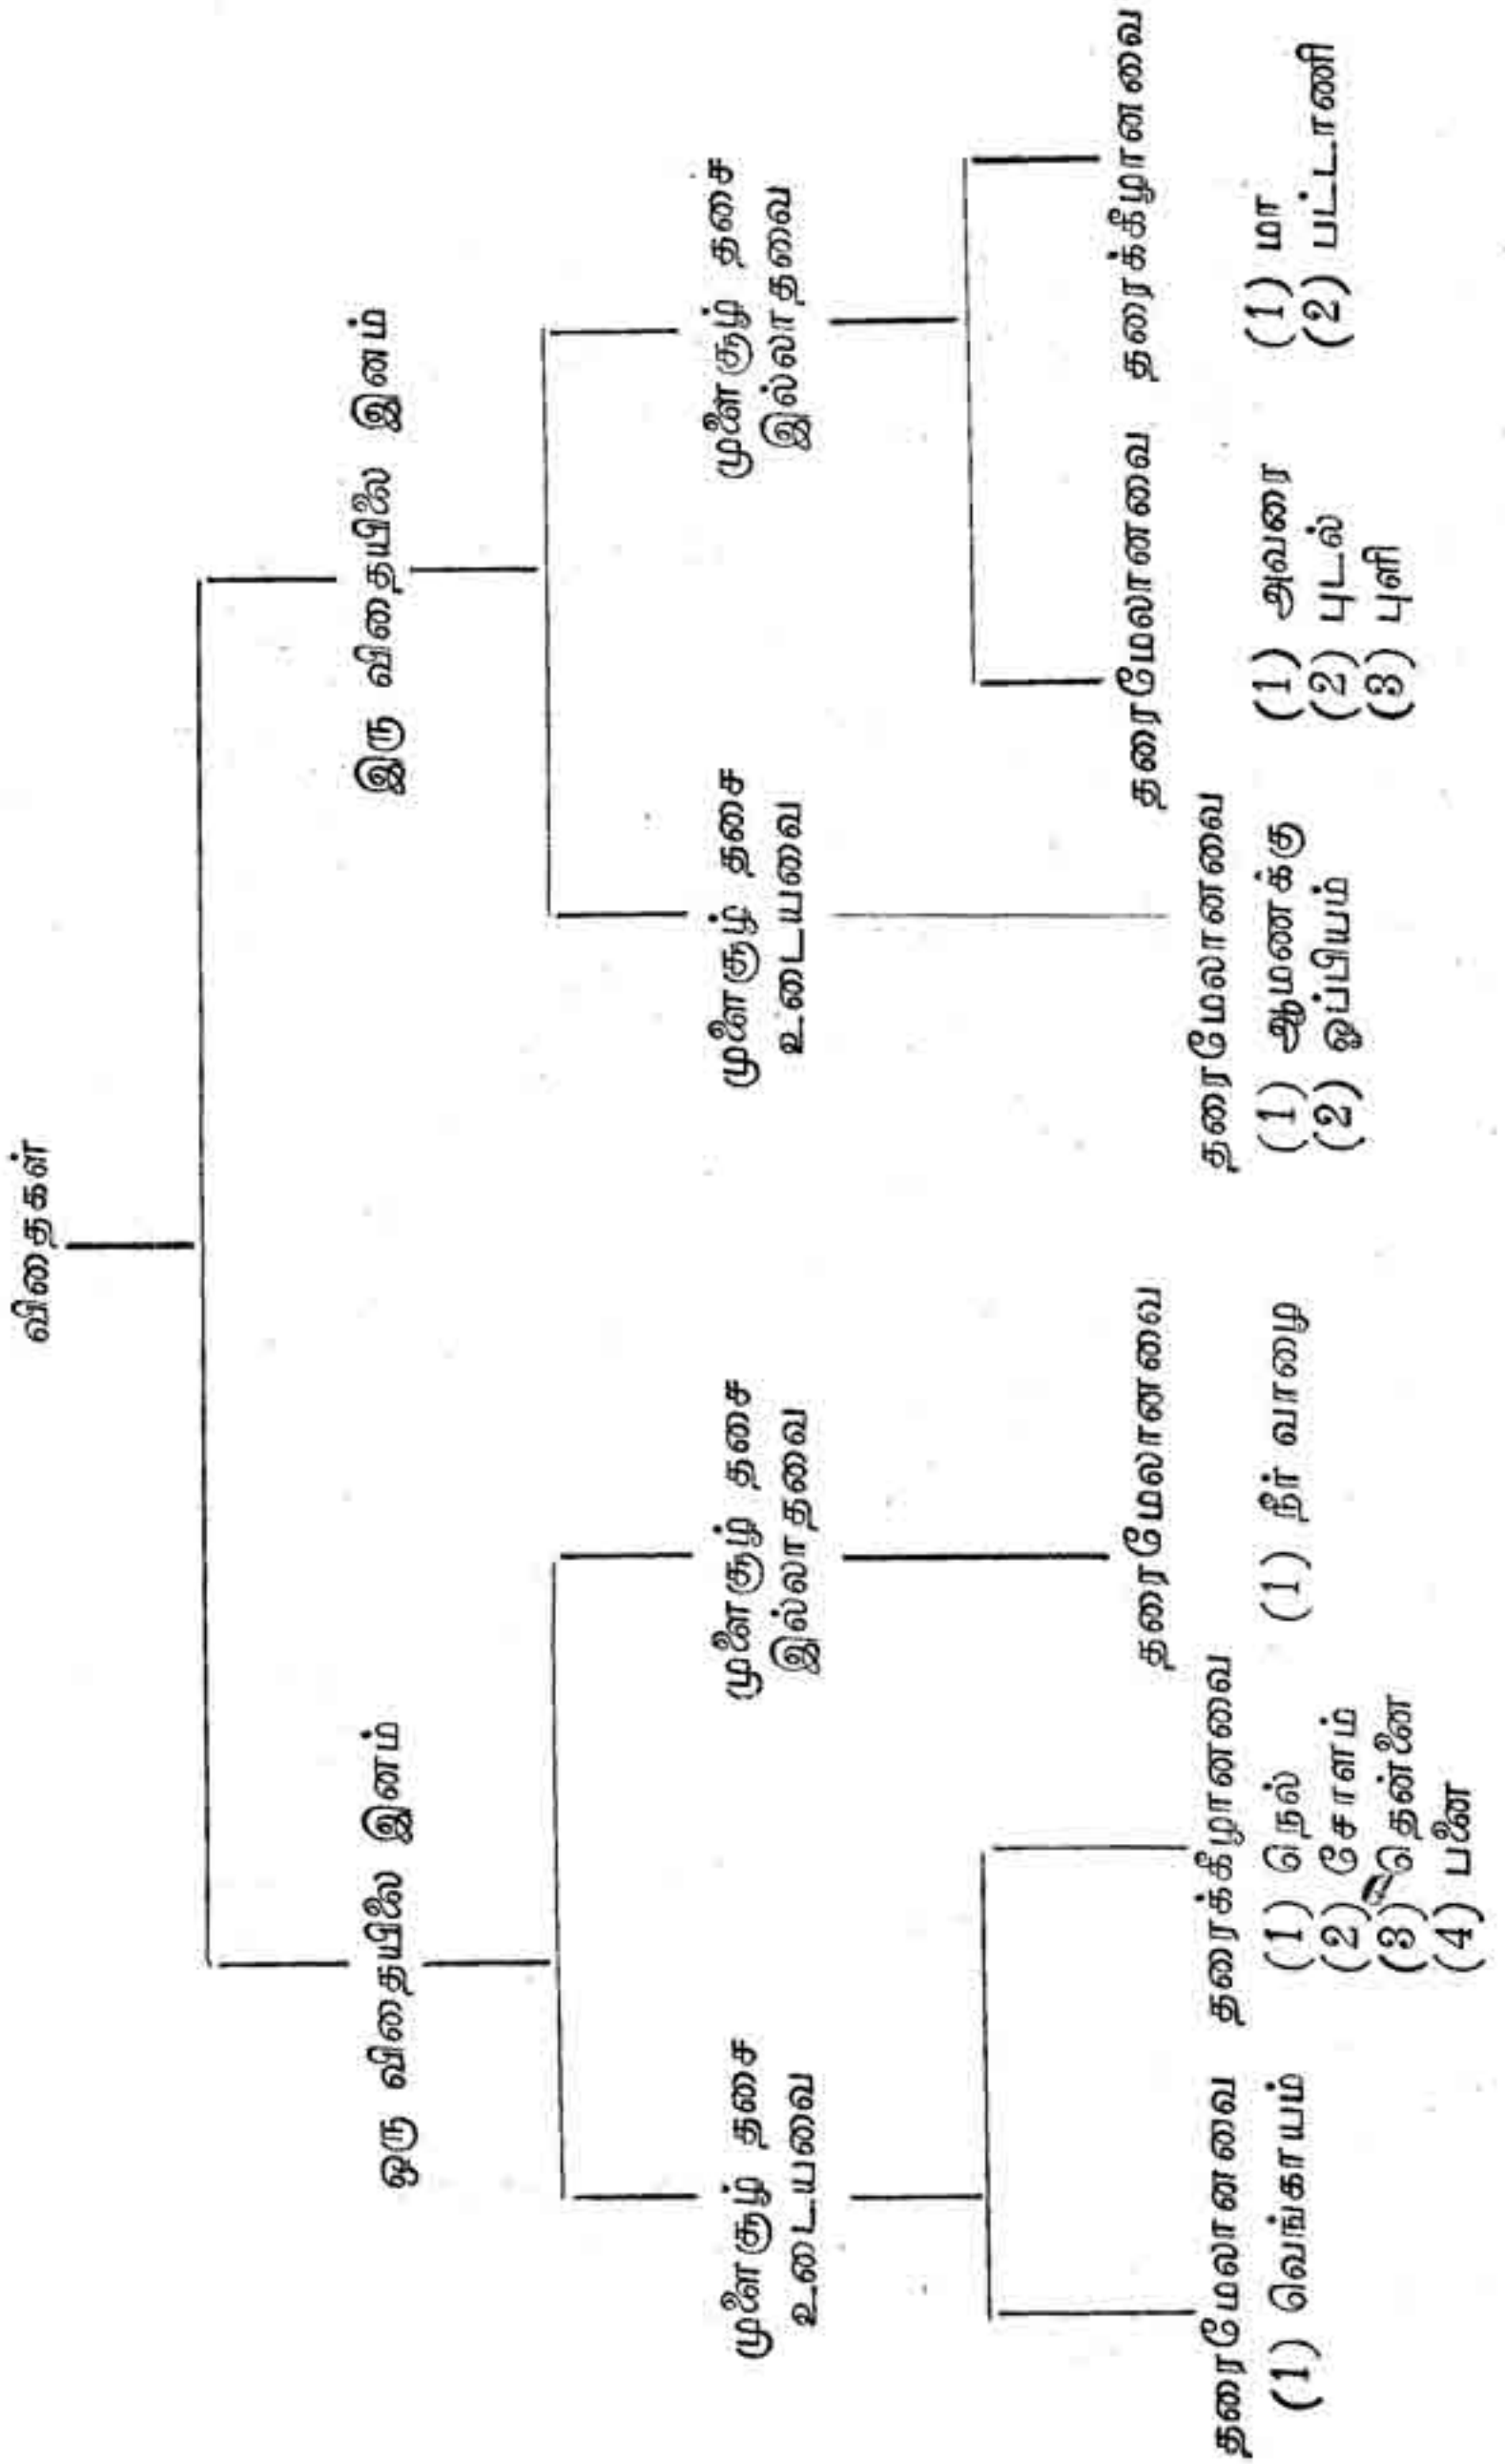 விதைகள்
ஒரு விதையிலை இனம்
இரு விதையிலை இனம்
முளைசூழ் தசை
உடையவை
முளைசூழ் தசை
இல்லாதவை
முளைசூழ் தசை
உடையவை
முளைசூழ் தசை
இல்லாதவை
தரைமேலானவை
(1) வெங்காயம்
தரைக்கீழானவை
(1) நெல்
(2) சோளம்
(3) தென்னை
(4) பனை
தரைமேலானவை
(1) நீர் வாழை
தரைமேலானவை
(1) ஆமணக்கு
(2) ஓப்பியம்
தரைமேலானவை
(1) அவரை
(2) புடல்
(3) புளி
தரைக்கீழானவை
(1) மா
(2) பட்டாணி